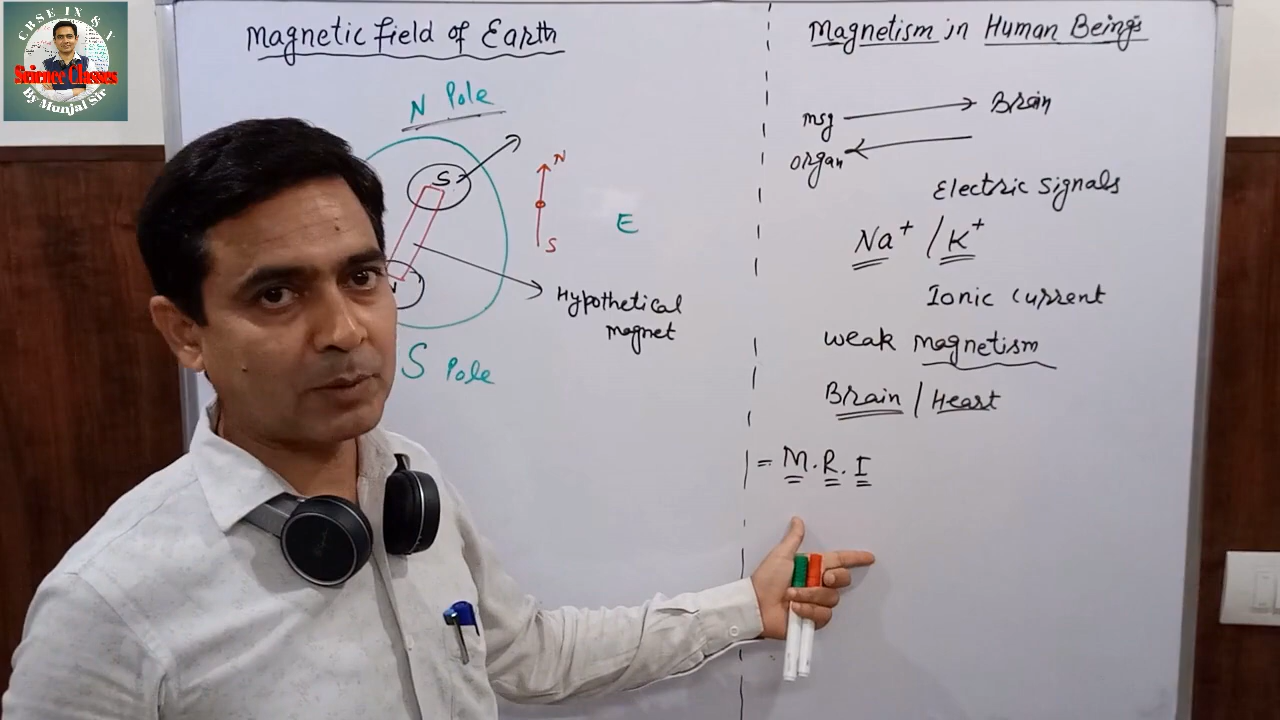 CBSE IX & X
Science Classes
By Munjal Sir
Magnetic field of Earth
N Pole
S
N
S
E
Hypothetical
magnet
S Pole
Magnetism in Human Beings
msg
Brain
organ
Electric signals
Na+ / K+
Ionic current
weak magnetism
Brain / Heart
= M.R.I